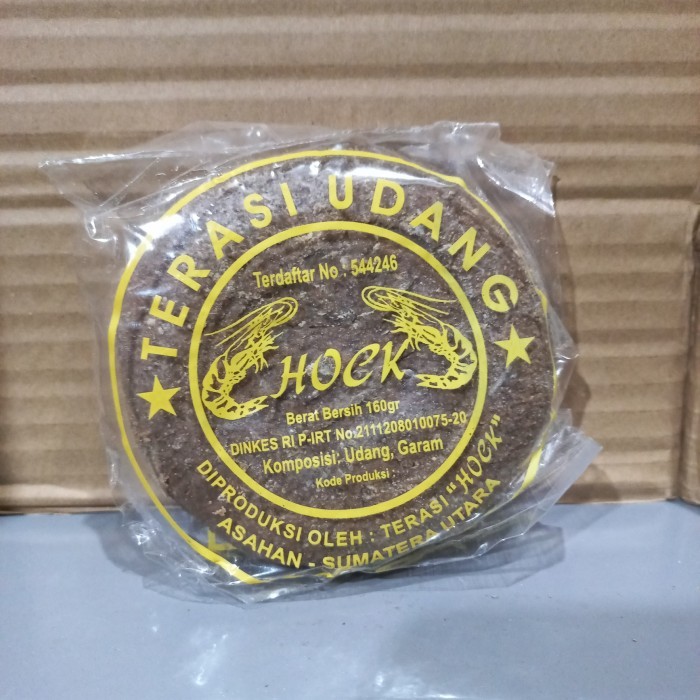 TERASI UDANG
Terdaftar No : 544246
HOCK
Berat Bersih 160gr
DINKES RI P-IRT No.2111208010075-20
Komposisi: Udang, Garam
Kode Produksi :
DIPRODUKSI OLEH : TERASI "HOCK"
ASAHAN - SUMATERA UTARA